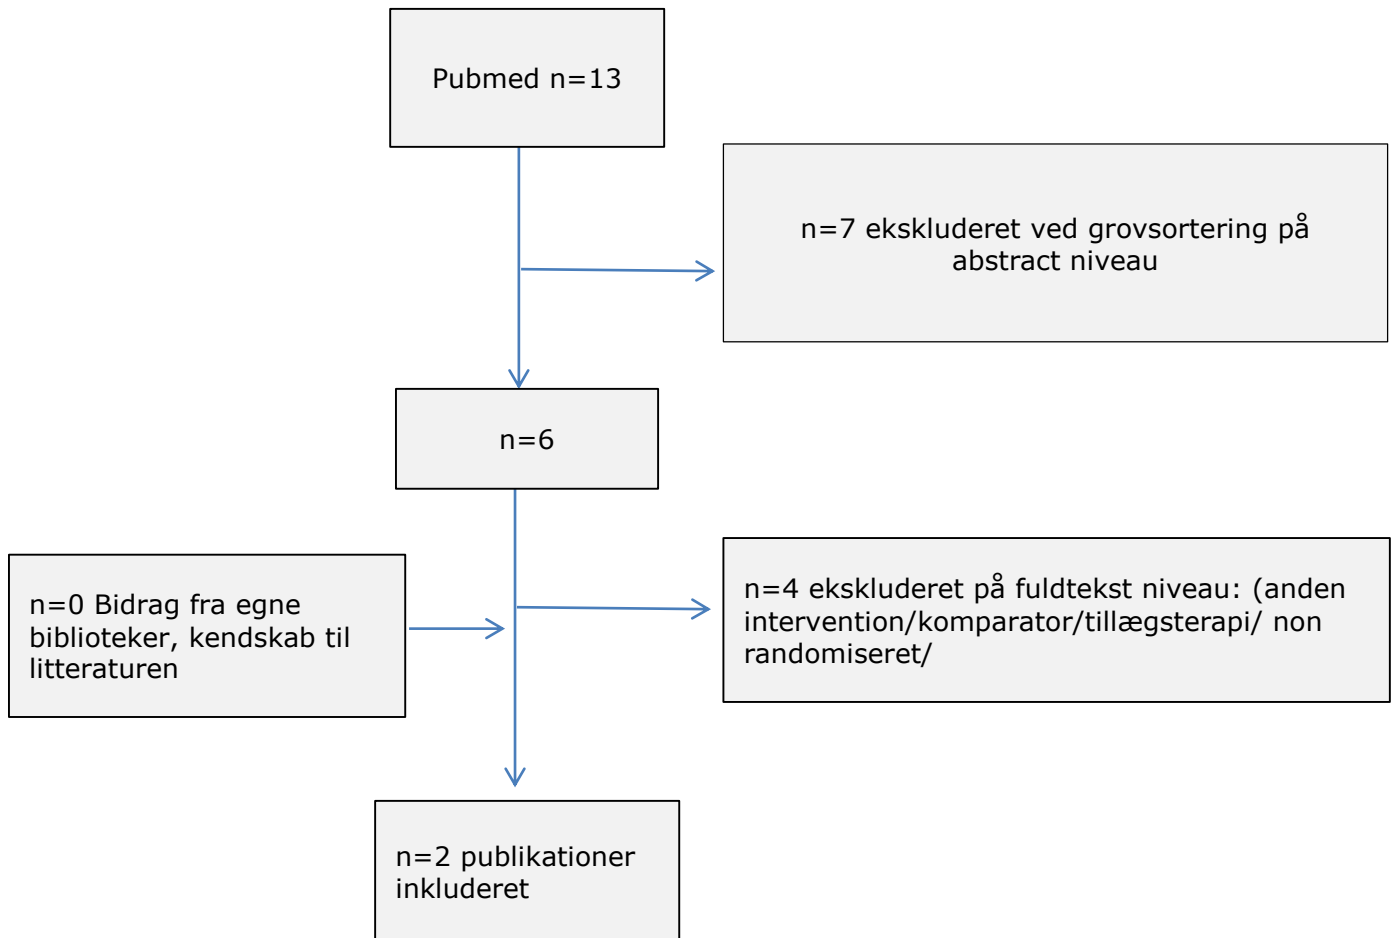 Pubmed n=13
n=7 ekskluderet ved grovsortering på
abstract niveau
n=6
n=0 Bidrag fra egne
biblioteker, kendskab til
litteraturen
n=4 ekskluderet på fuldtekst niveau: (anden
intervention/komparator/tillægsterapi/ non
randomiseret/
n=2 publikationer
inkluderet